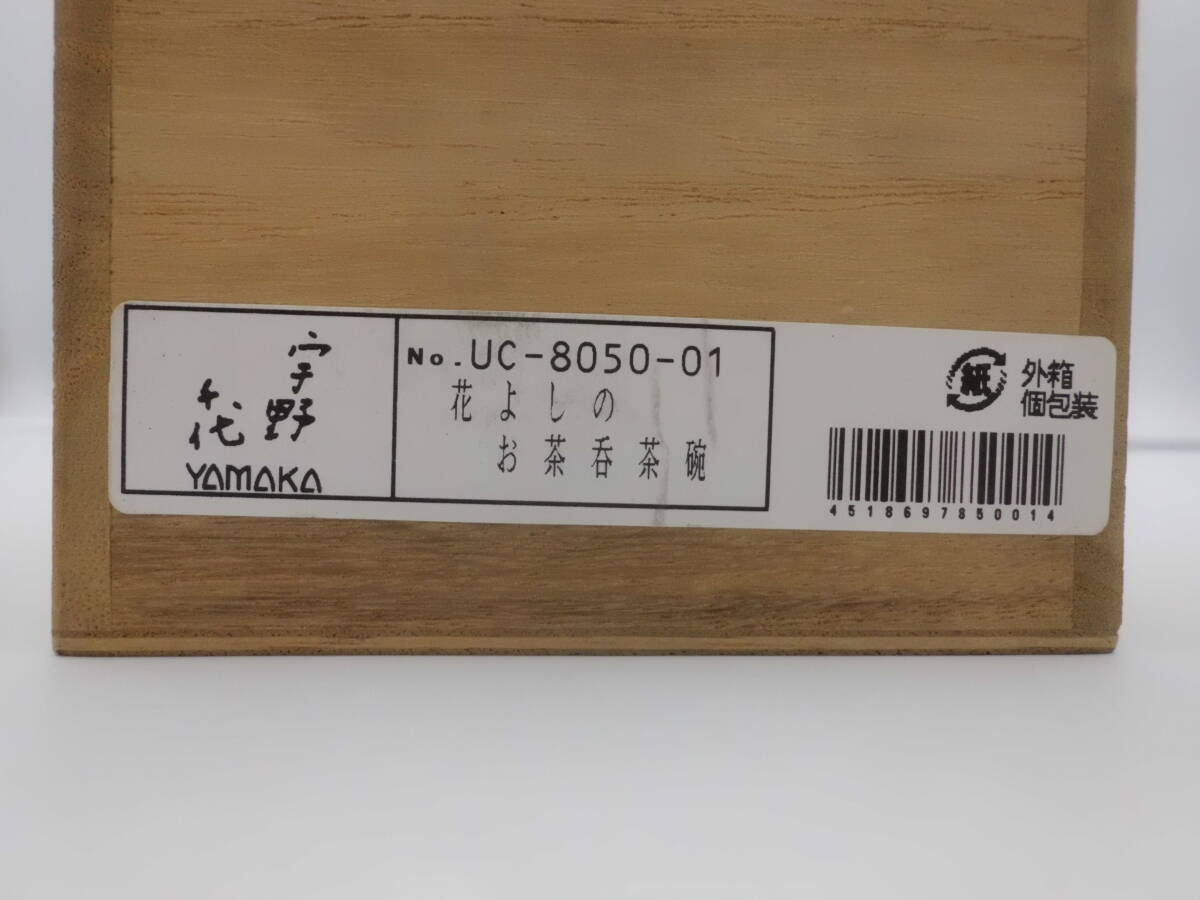 宇野
千代
YAMAKA
No.UC-8050-01
花よしの
お茶呑茶碗
紙
外箱
個包装
4518697850014